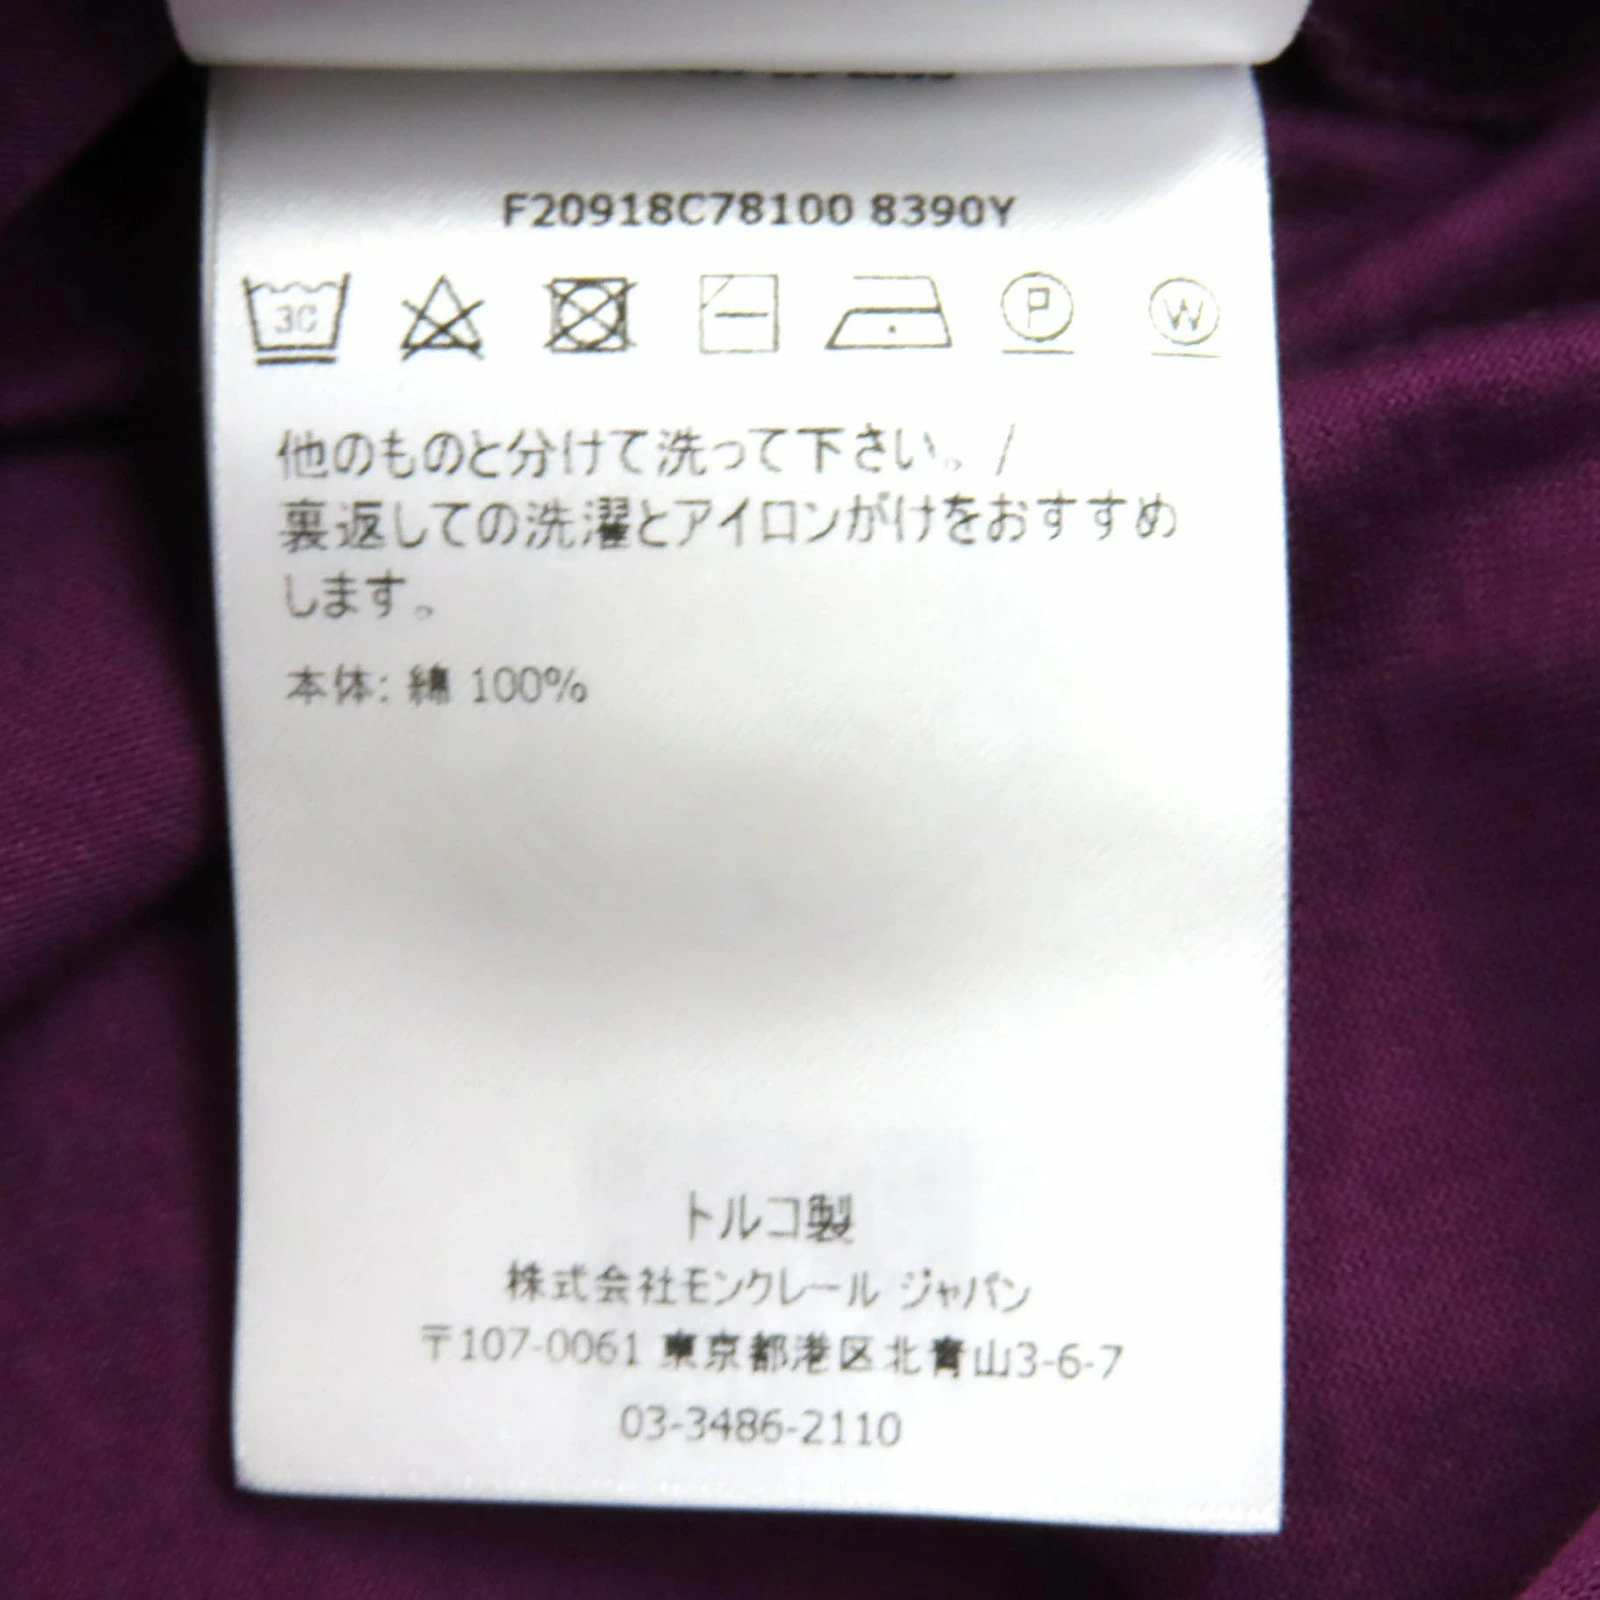 F20918C78100 8390Y
P W
他のものと分けて洗って下さい。/
裏返しての洗濯とアイロンがけをおすすめ
します。
本体: 綿 100%
トルコ製
株式会社モンクレール ジャパン
〒107-0061 東京都港区北青山3-6-7
03-3486-2110